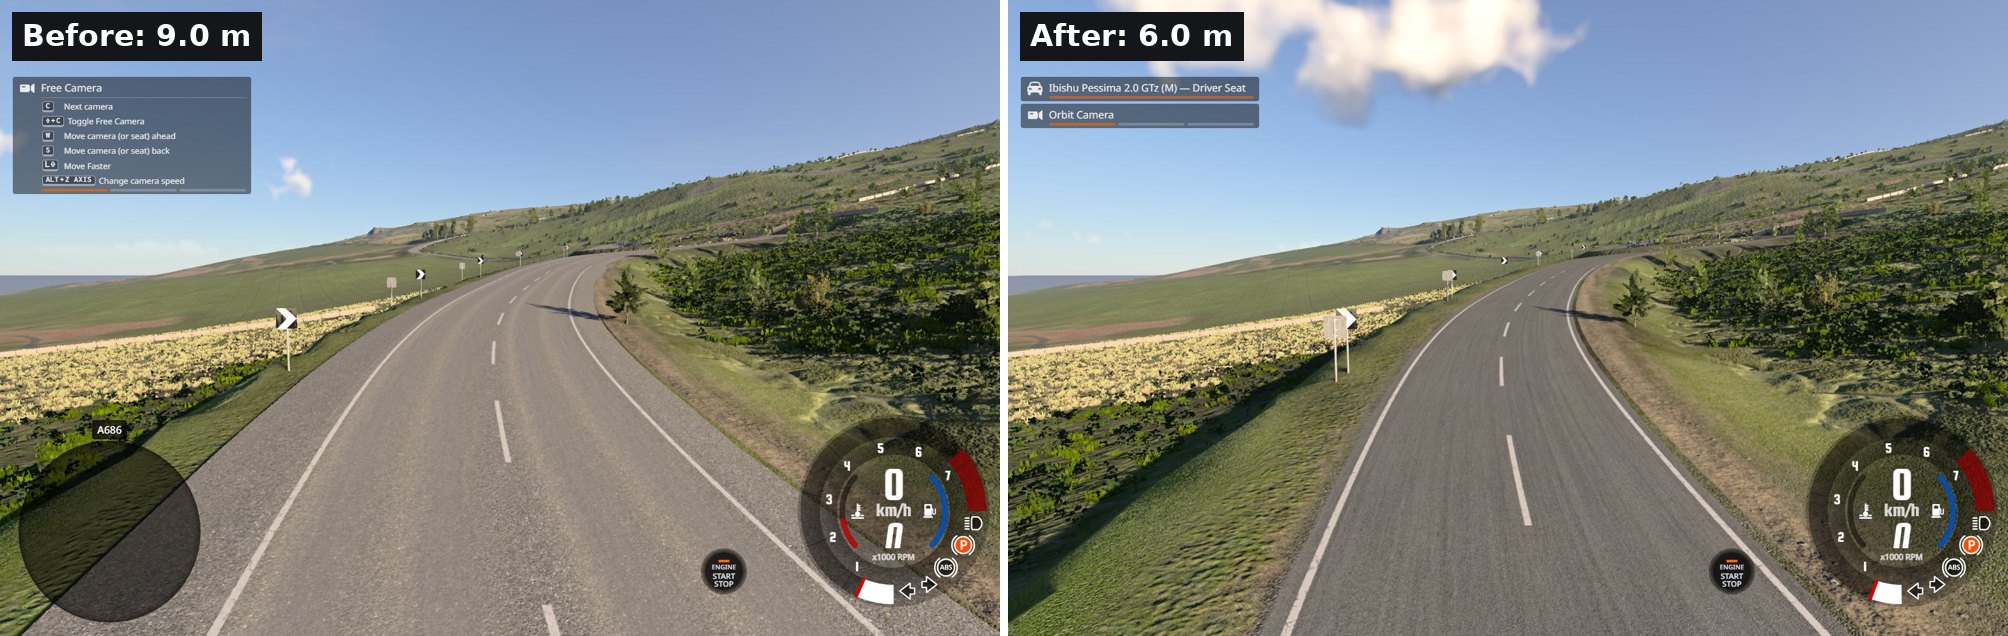 Before: 9.0 m
Free Camera
C Next camera
⇧+C Toggle Free Camera
W Move camera (or seat) ahead
S Move camera (or seat) back
L⇧ Move Faster
ALT+Z AXIS Change camera speed
A686
1
2
3
4
5
6
7
0
km/h
n
x1000 RPM
P
ABS
ENGINE
START
STOP
After: 6.0 m
Ibishu Pessima 2.0 GTz (M) — Driver Seat
Orbit Camera
1
2
3
4
5
6
7
0
km/h
n
x1000 RPM
P
ABS
ENGINE
START
STOP